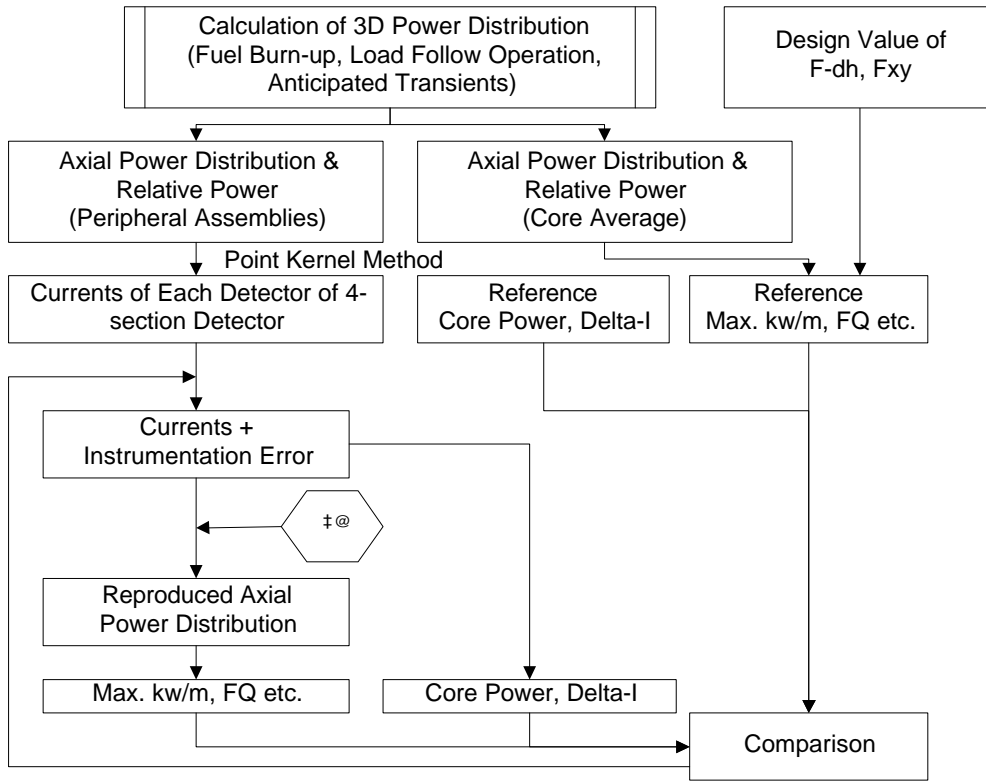 Calculation of 3D Power Distribution
(Fuel Burn-up, Load Follow Operation,
Anticipated Transients)
Design Value of
F-dh, Fxy
Axial Power Distribution &
Relative Power
(Peripheral Assemblies)
Axial Power Distribution &
Relative Power
(Core Average)
Point Kernel Method
Currents of Each Detector of 4-
section Detector
Reference
Core Power, Delta-I
Reference
Max. kw/m, FQ etc.
Currents +
Instrumentation Error
‡@
Reproduced Axial
Power Distribution
Max. kw/m, FQ etc.
Core Power, Delta-I
Comparison